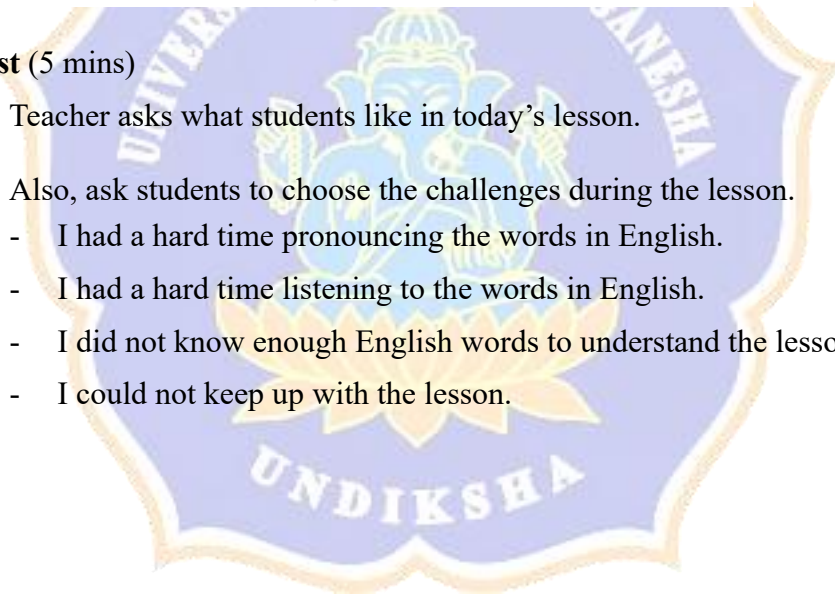 st (5 mins)
Teacher asks what students like in today’s lesson.
Also, ask students to choose the challenges during the lesson.
- I had a hard time pronouncing the words in English.
- I had a hard time listening to the words in English.
- I did not know enough English words to understand the lesso
- I could not keep up with the lesson.
UNDIKSHA